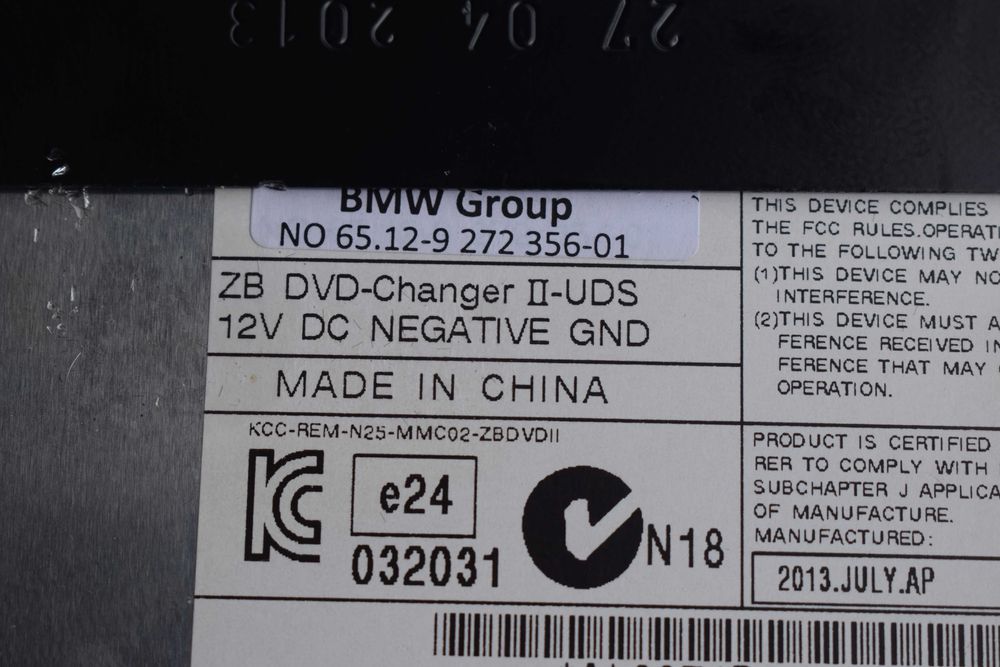 27 04 2013
BMW Group
NO 65.12-9 272 356-01
ZB DVD-Changer II-UDS
12V DC NEGATIVE GND
MADE IN CHINA
KCC-REM-N25-MMC02-ZBDVDII
e24
032031
N18
THIS DEVICE COMPLIES
THE FCC RULES.OPERATI
TO THE FOLLOWING TW
(1)THIS DEVICE MAY NO
INTERFERENCE.
(2)THIS DEVICE MUST A
FERENCE RECEIVED IN
FERENCE THAT MAY
OPERATION.
PRODUCT IS CERTIFIED
RER TO COMPLY WITH
SUBCHAPTER J APPLICA
OF MANUFACTURE.
MANUFACTURED:
2013.JULY.AP